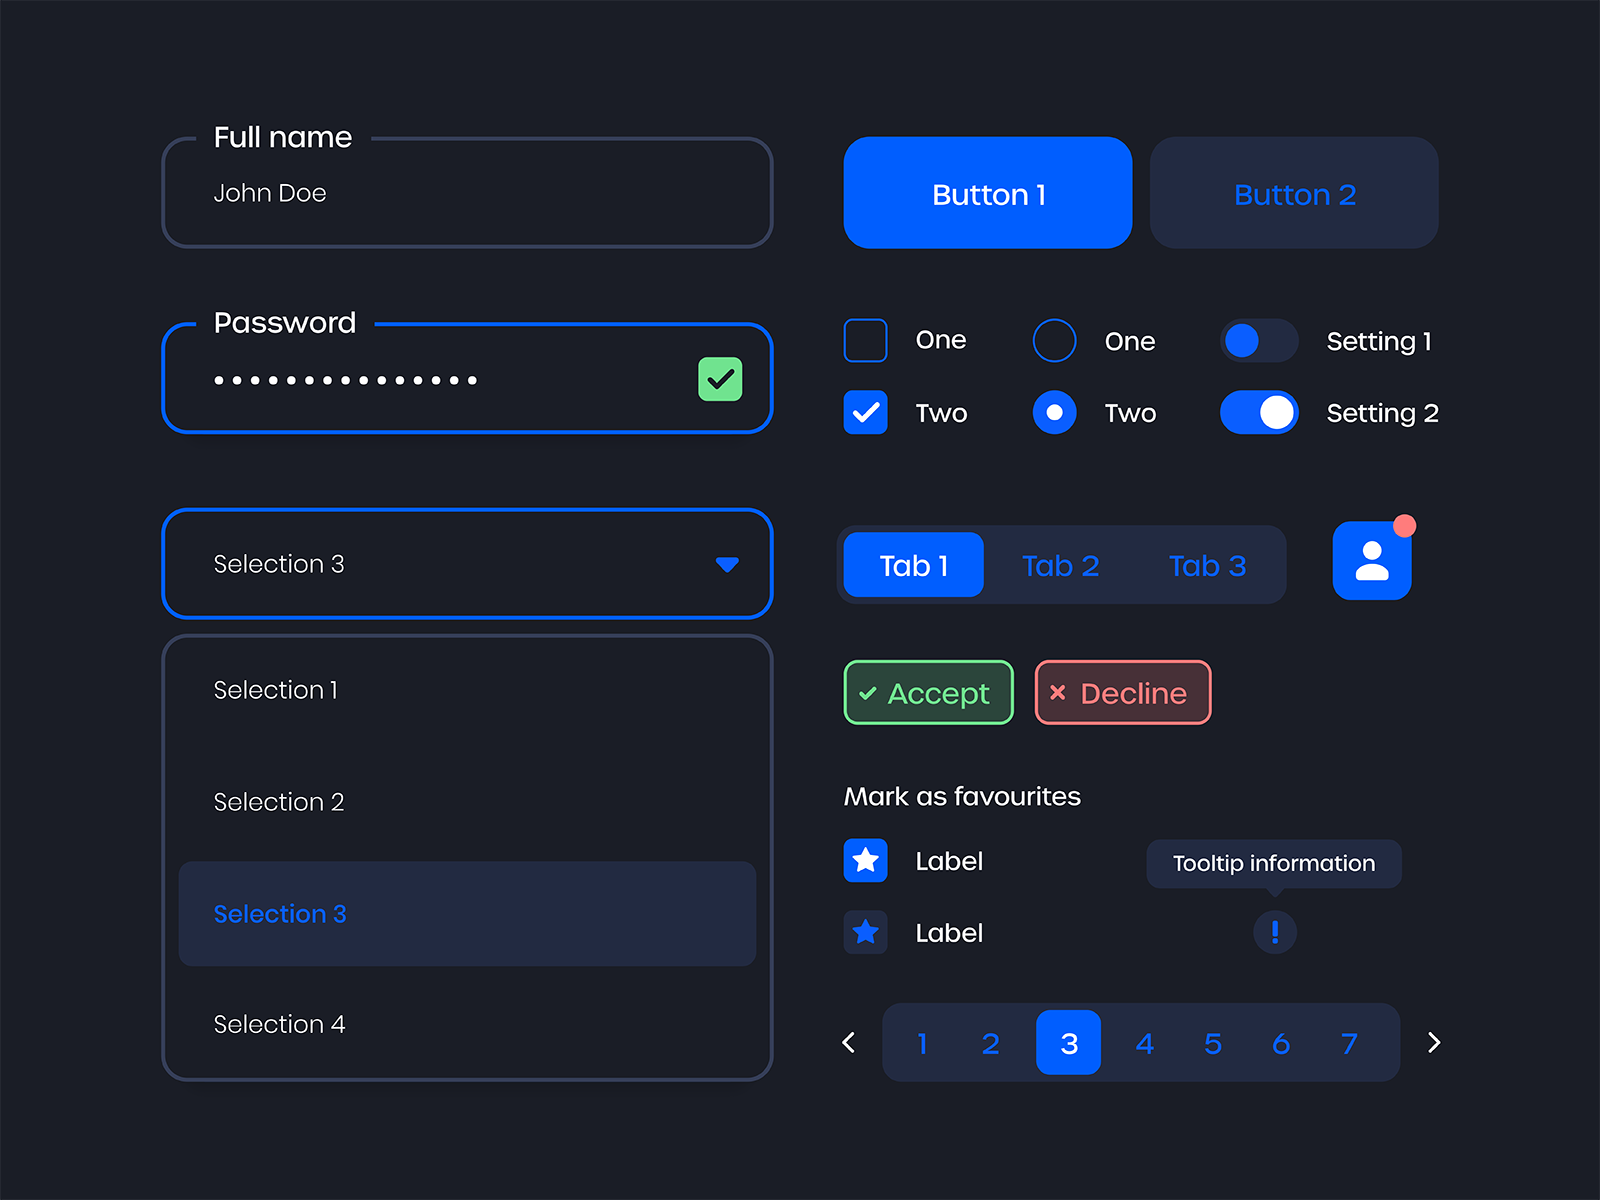 Full name
John Doe
Password
Selection 3
Selection 1
Selection 2
Selection 3
Selection 4
Button 1
Button 2
One
One
Setting 1
Two
Two
Setting 2
Tab 1
Tab 2
Tab 3
Accept
Decline
Mark as favourites
Label
Tooltip information
Label
!
1 2 3 4 5 6 7